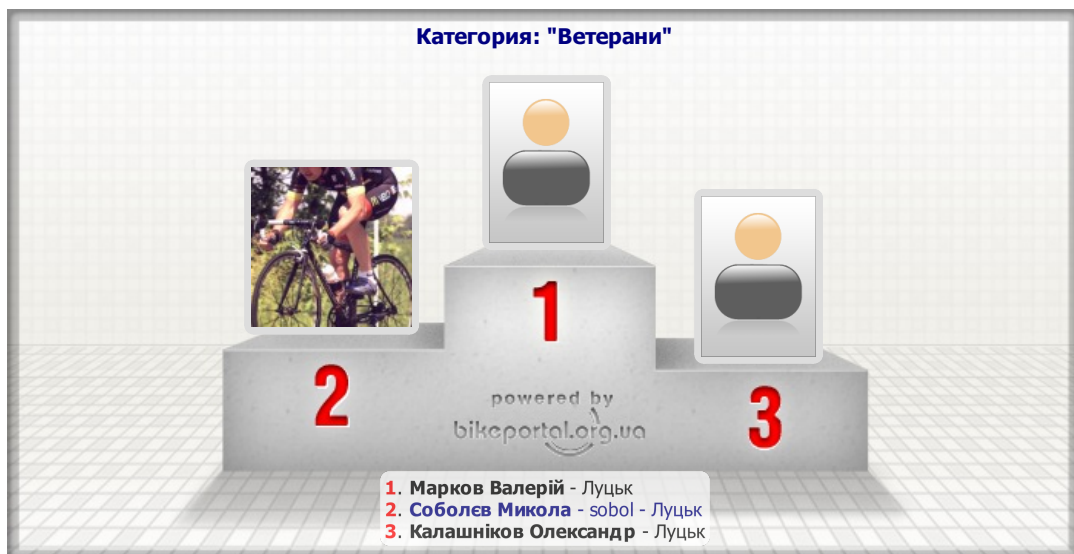 Категория: "Ветерани"
1
2
3
powered by
bikeportal.org.ua
1. Марков Валерій - Луцьк
2. Соболєв Микола - sobol - Луцьк
3. Калашніков Олександр - Луцьк